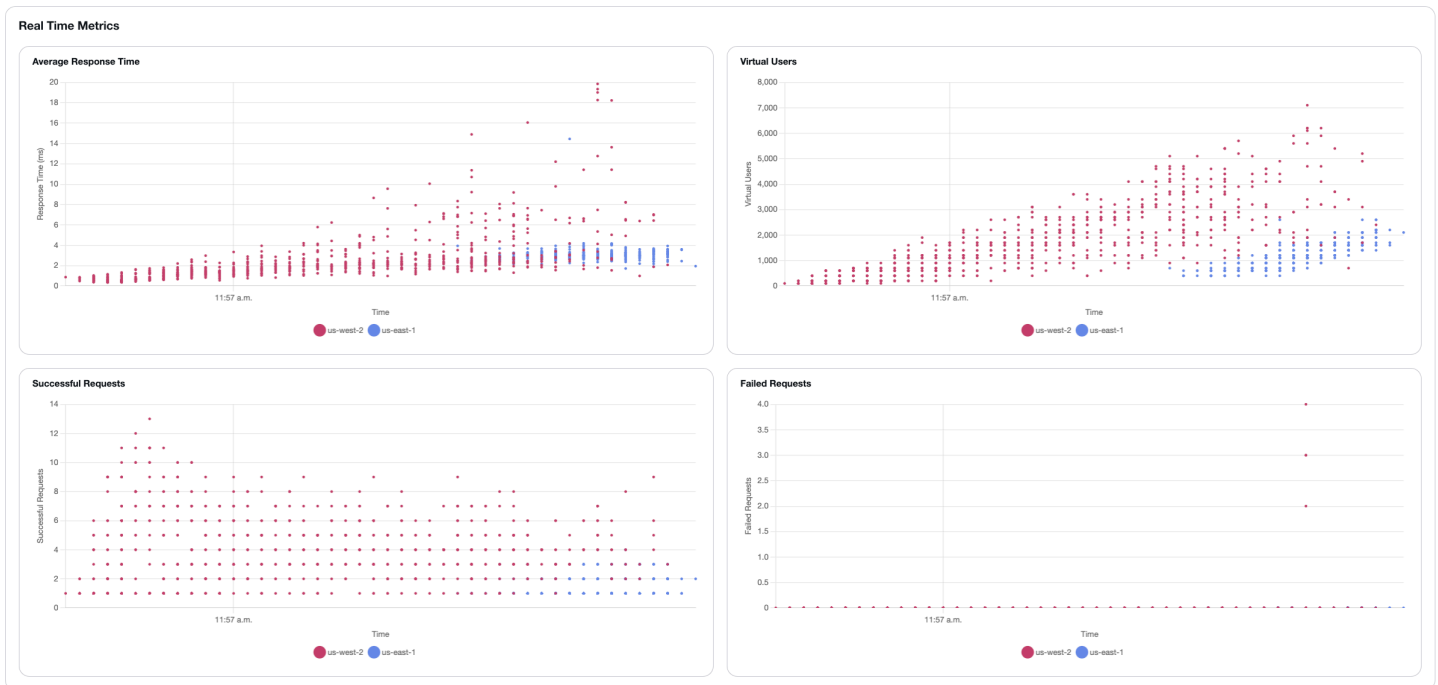 Real Time Metrics
Average Response Time
20
18
16
14
12
10
8
6
4
2
0
Response Time (ms)
11:57 a.m.
Time
us-west-2 us-east-1
Virtual Users
8,000
7,000
6,000
5,000
4,000
3,000
2,000
1,000
0
Virtual Users
11:57 a.m.
Time
us-west-2 us-east-1
Successful Requests
14
12
10
8
6
4
2
0
Successful Requests
11:57 a.m.
Time
us-west-2 us-east-1
Failed Requests
4.0
3.5
3.0
2.5
2.0
1.5
1.0
0.5
0
Failed Requests
11:57 a.m.
Time
us-west-2 us-east-1